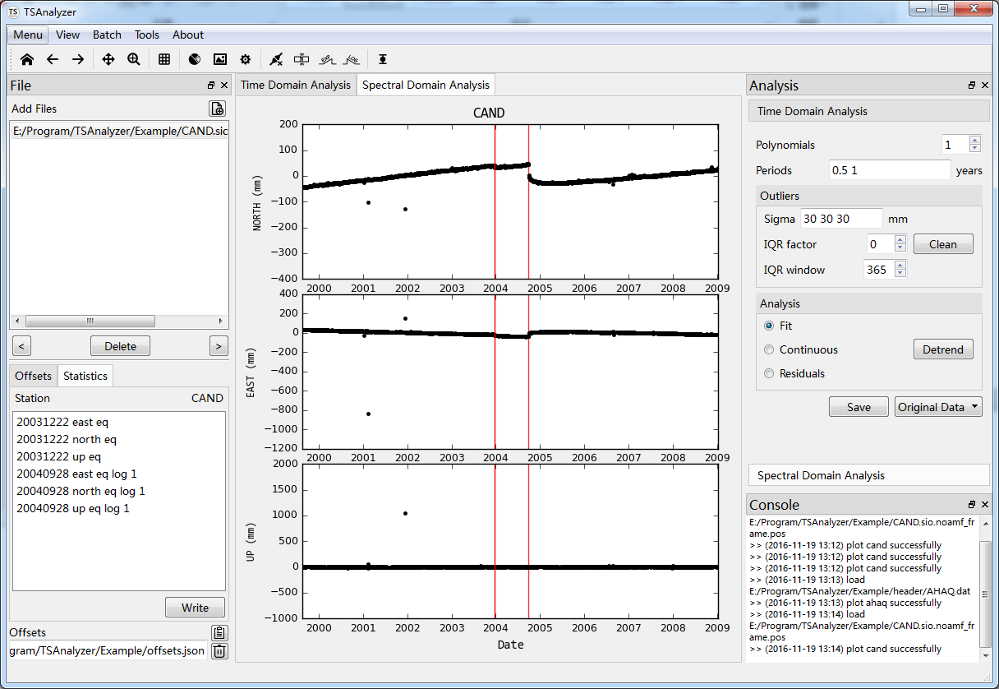 TS TSAnalyzer
Menu View Batch Tools About
File
Add Files
E:/Program/TSAnalyzer/Example/CAND.sic
< Delete >
Offsets Statistics
Station CAND
20031222 east eq
20031222 north eq
20031222 up eq
20040928 east eq log 1
20040928 north eq log 1
20040928 up eq log 1
Write
Offsets
gram/TSAnalyzer/Example/offsets.json
Time Domain Analysis Spectral Domain Analysis
CAND
NORTH (mm)
200
100
0
−100
−200
−300
−400
2000 2001 2002 2003 2004 2005 2006 2007 2008 2009
EAST (mm)
400
200
0
−200
−400
−600
−800
−1000
−1200
2000 2001 2002 2003 2004 2005 2006 2007 2008 2009
UP (mm)
2000
1500
1000
500
0
−500
−1000
2000 2001 2002 2003 2004 2005 2006 2007 2008 2009
Date
Analysis
Time Domain Analysis
Polynomials 1
Periods 0.5 1 years
Outliers
Sigma 30 30 30 mm
IQR factor 0 Clean
IQR window 365
Analysis
Fit
Continuous Detrend
Residuals
Save Original Data
Spectral Domain Analysis
Console
E:/Program/TSAnalyzer/Example/CAND.sio.noamf_fr
ame.pos
>> (2016-11-19 13:12) plot cand successfully
>> (2016-11-19 13:12) plot cand successfully
>> (2016-11-19 13:12) plot cand successfully
>> (2016-11-19 13:13) load
E:/Program/TSAnalyzer/Example/header/AHAQ.dat
>> (2016-11-19 13:13) plot ahaq successfully
>> (2016-11-19 13:14) load
E:/Program/TSAnalyzer/Example/CAND.sio.noamf_fr
ame.pos
>> (2016-11-19 13:14) plot cand successfully